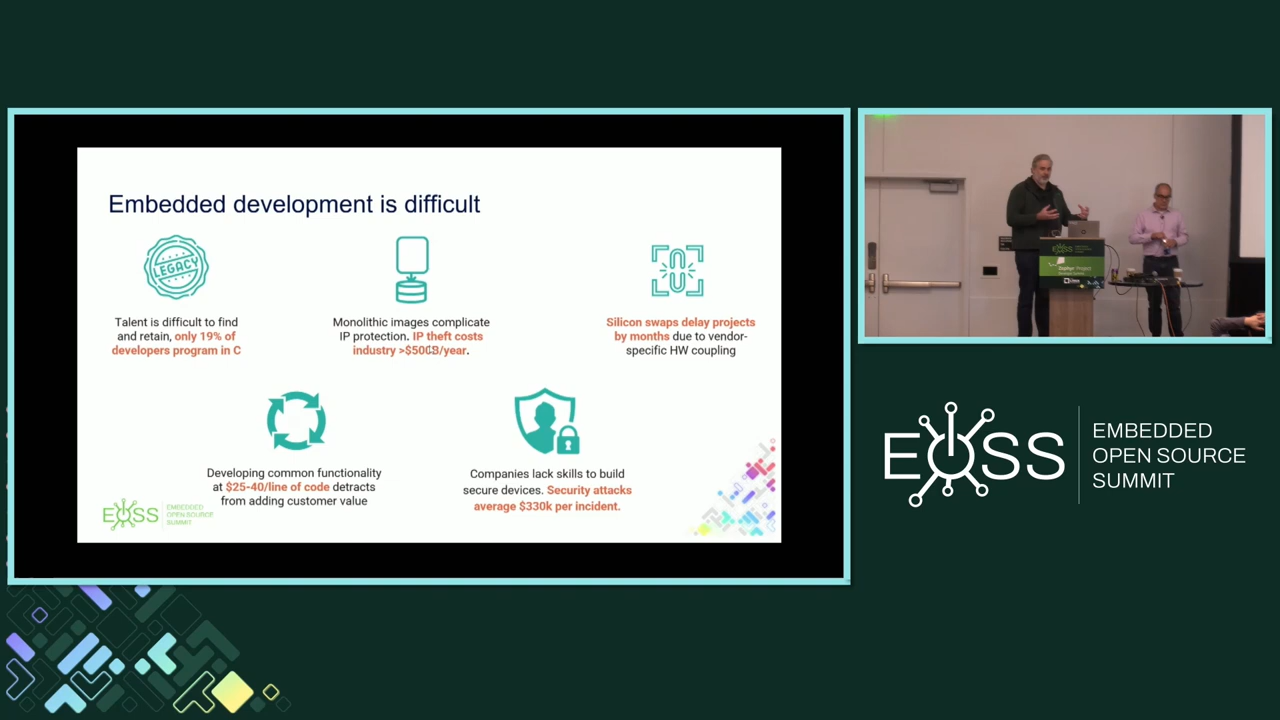 Embedded development is difficult
LEGACY
Talent is difficult to find
and retain, only 19% of
developers program in C
Monolithic images complicate
IP protection. IP theft costs
industry >$500B/year.
Silicon swaps delay projects
by months due to vendor-
specific HW coupling
Developing common functionality
at $25-40/line of code detracts
from adding customer value
Companies lack skills to build
secure devices. Security attacks
average $330k per incident.
EOSS
EMBEDDED
OPEN SOURCE
SUMMIT
EOSS
Zephyr Project
EOSS
EMBEDDED
OPEN SOURCE
SUMMIT